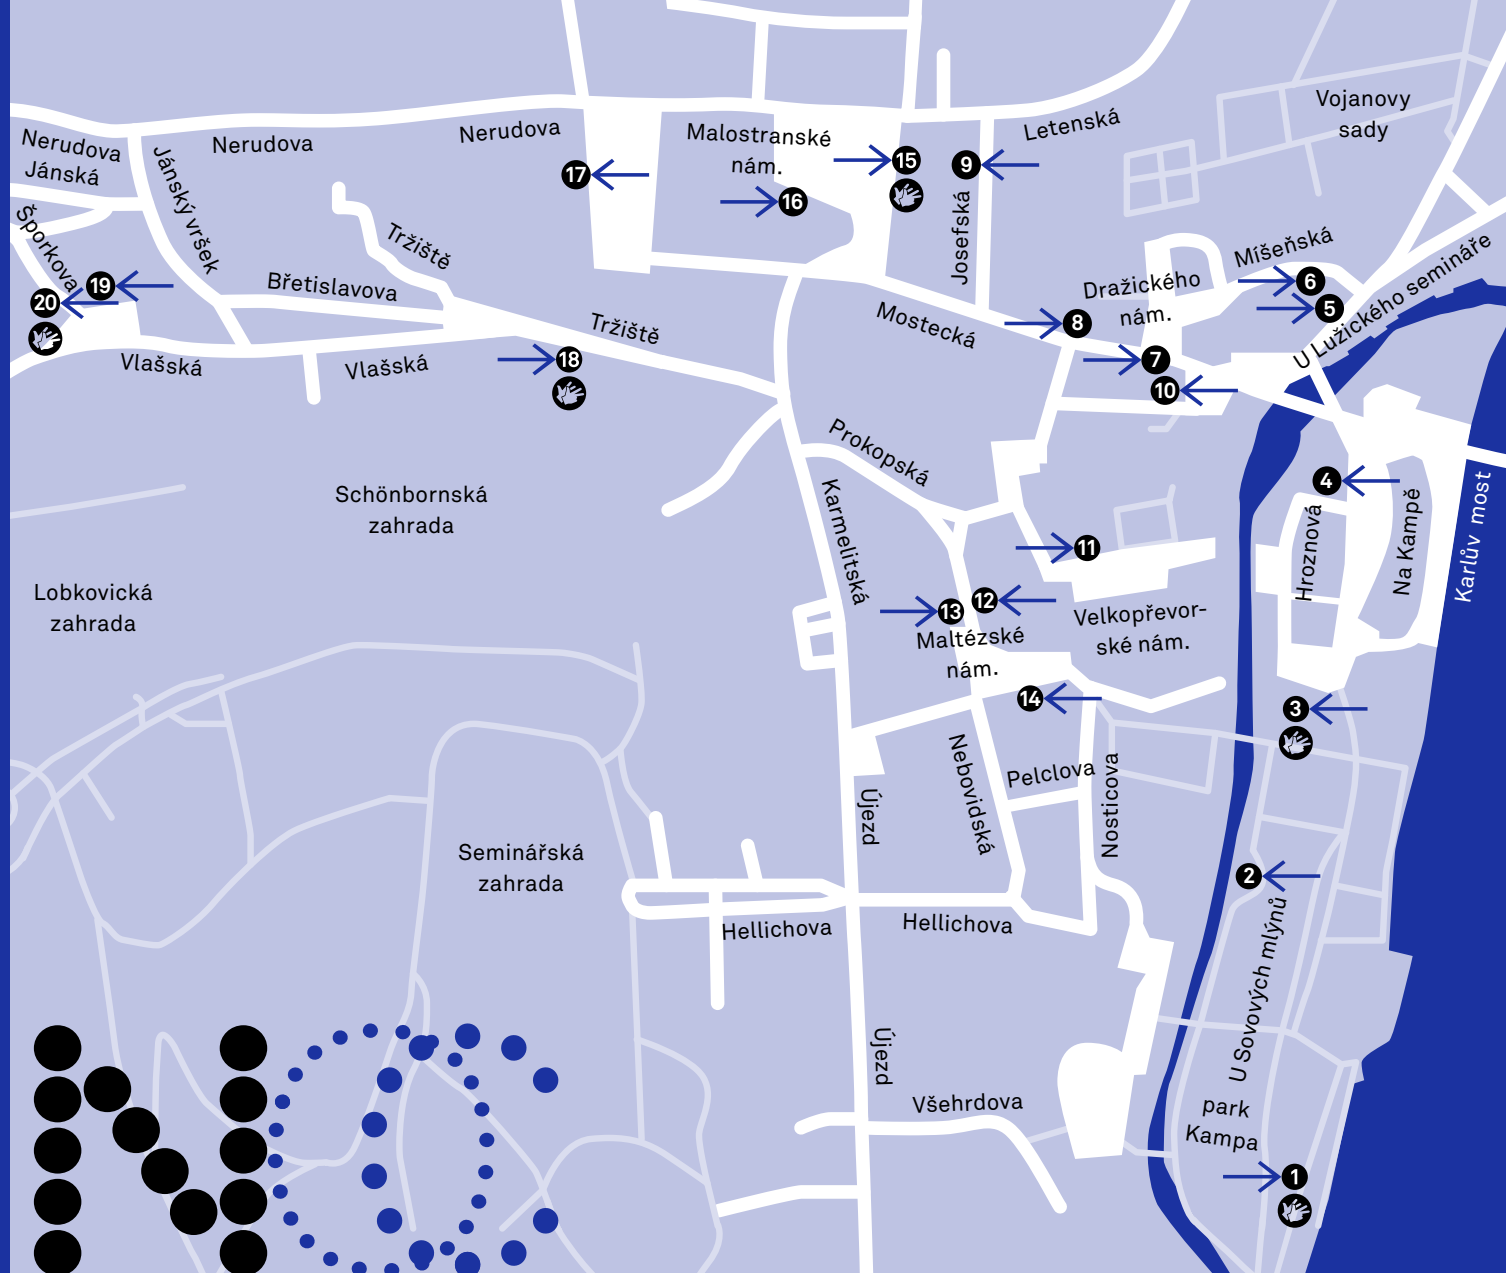 Vojanovy
sady
Letenská
Nerudova
Nerudova
Nerudova
Jánská
Malostranské
nám.
15
9
17
16
Jánský vršek
Josefská
Šporkova
Tržiště
Míšeňská
U Lužického semináře
Dražického
nám.
6
5
19
20
Břetislavova
Tržiště
Mostecká
8
7
10
Vlašská
Vlašská
18
Prokopská
Schönbornská
zahrada
Karmelitská
4
Hroznová
Na Kampě
Karlův most
11
Lobkovická
zahrada
13
12
Velkopřevor-
ské nám.
Maltézské
nám.
14
3
Nebovidská
Pelclova
Nosticova
Újezd
Seminářská
zahrada
2
Hellichova
Hellichova
U Sovových mlýnů
Újezd
Všehrdova
park
Kampa
1
N